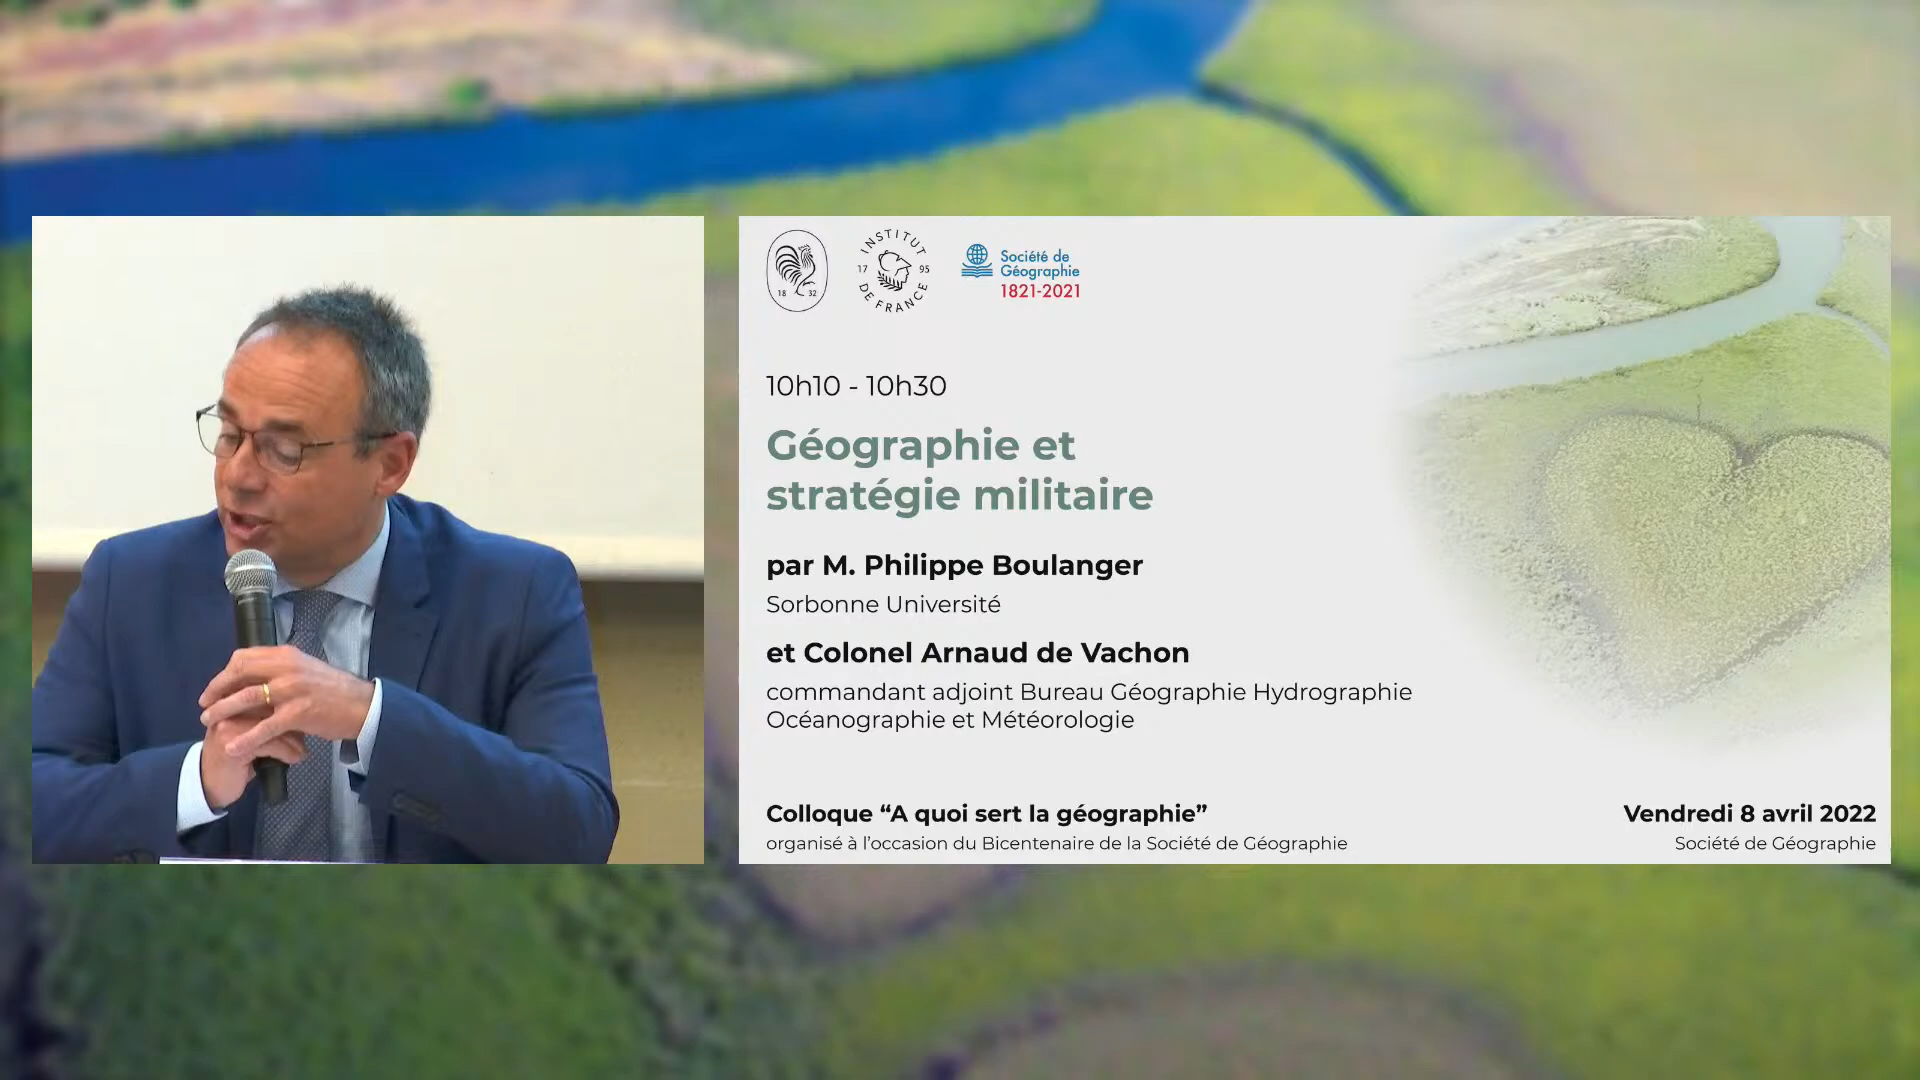 18 32
INSTITUT
17 95
DE FRANCE
Société de
Géographie
1821-2021
10h10 - 10h30
Géographie et
stratégie militaire
par M. Philippe Boulanger
Sorbonne Université
et Colonel Arnaud de Vachon
commandant adjoint Bureau Géographie Hydrographie
Océanographie et Météorologie
Colloque “A quoi sert la géographie”
organisé à l’occasion du Bicentenaire de la Société de Géographie
Vendredi 8 avril 2022
Société de Géographie